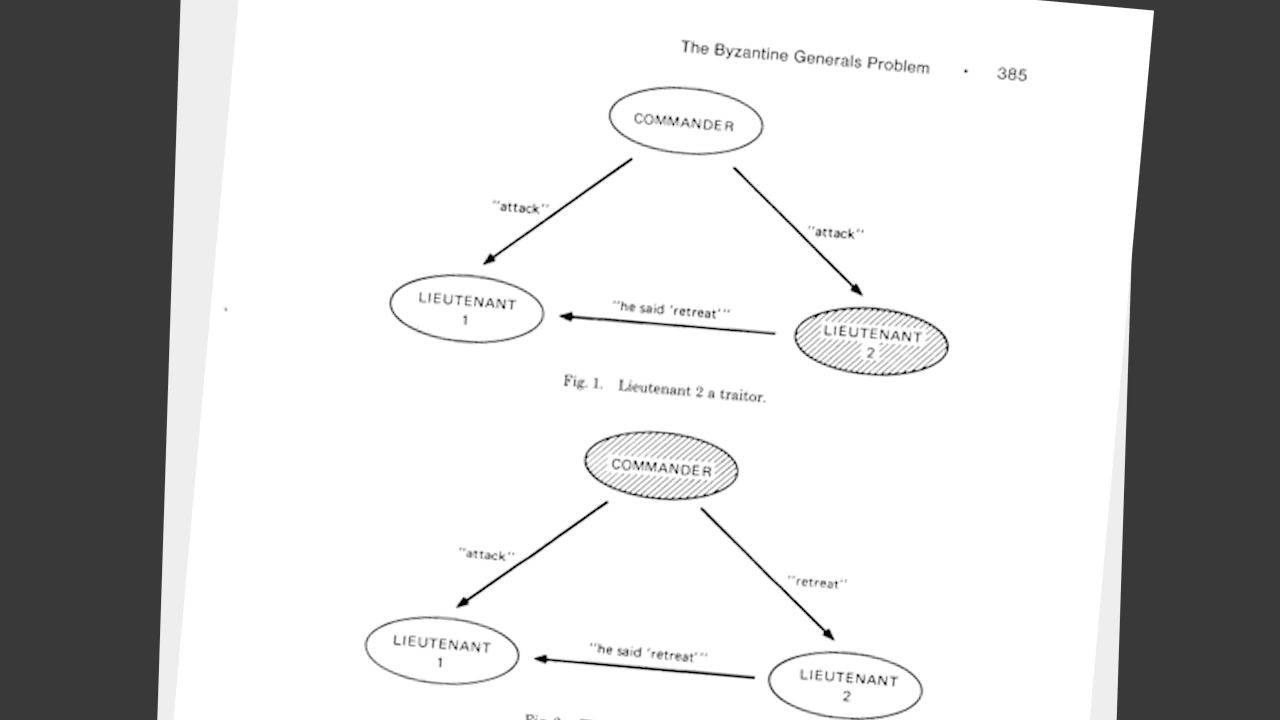 The Byzantine Generals Problem · 385
COMMANDER
"attack"
"attack"
LIEUTENANT
1
"he said 'retreat'"
LIEUTENANT
2
Fig. 1. Lieutenant 2 a traitor.
COMMANDER
"attack"
"retreat"
LIEUTENANT
1
"he said 'retreat'"
LIEUTENANT
2